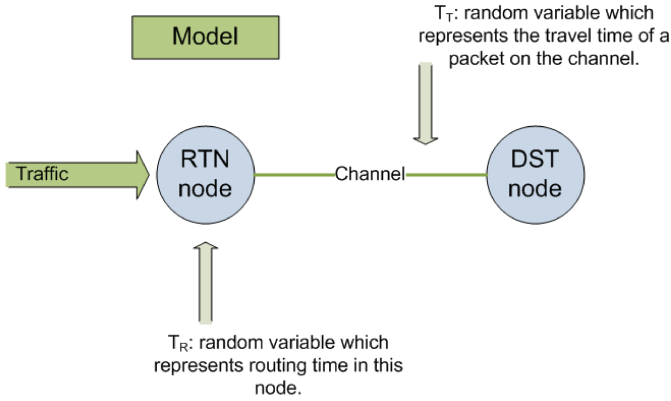 Model
T_T: random variable which
represents the travel time of a
packet on the channel.
Traffic
RTN
node
Channel
DST
node
T_R: random variable which
represents routing time in this
node.